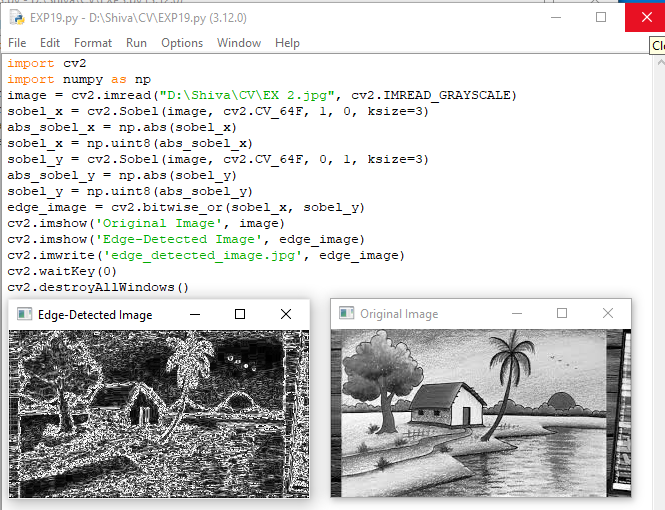 EXP19.py - D:\Shiva\CV\EXP19.py (3.12.0)
File Edit Format Run Options Window Help
import cv2
import numpy as np
image = cv2.imread("D:\Shiva\CV\EX 2.jpg", cv2.IMREAD_GRAYSCALE)
sobel_x = cv2.Sobel(image, cv2.CV_64F, 1, 0, ksize=3)
abs_sobel_x = np.abs(sobel_x)
sobel_x = np.uint8(abs_sobel_x)
sobel_y = cv2.Sobel(image, cv2.CV_64F, 0, 1, ksize=3)
abs_sobel_y = np.abs(sobel_y)
sobel_y = np.uint8(abs_sobel_y)
edge_image = cv2.bitwise_or(sobel_x, sobel_y)
cv2.imshow('Original Image', image)
cv2.imshow('Edge-Detected Image', edge_image)
cv2.imwrite('edge_detected_image.jpg', edge_image)
cv2.waitKey(0)
cv2.destroyAllWindows()
Edge-Detected Image
Original Image